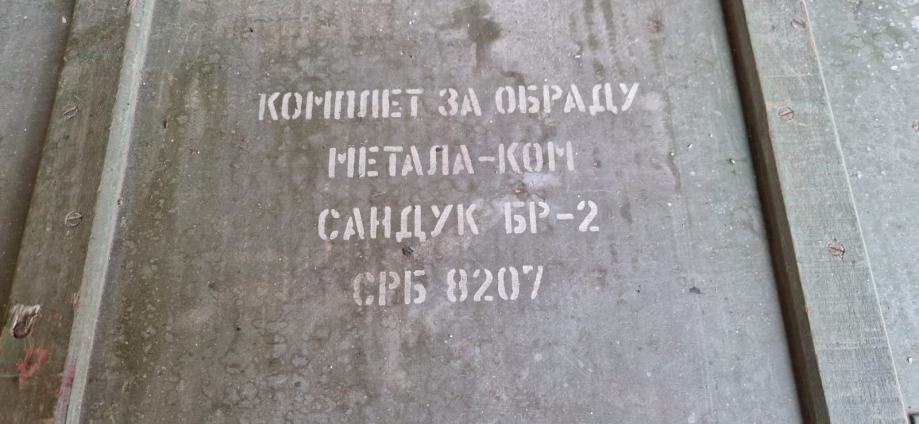 КОМПЛЕТ ЗА ОБРАДУ
МЕТАЛА-КОМ
САНДУК БР-2
СРБ 8207